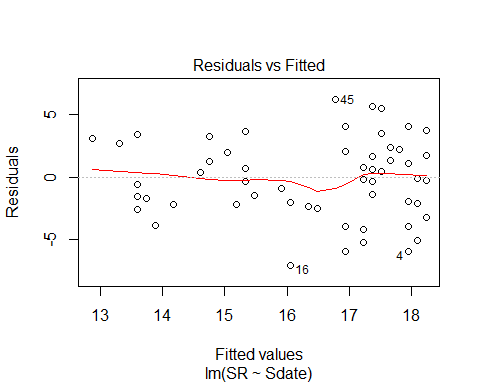 Residuals vs Fitted
Residuals
5
0
-5
45
16
4
13 14 15 16 17 18
Fitted values
lm(SR ~ Sdate)